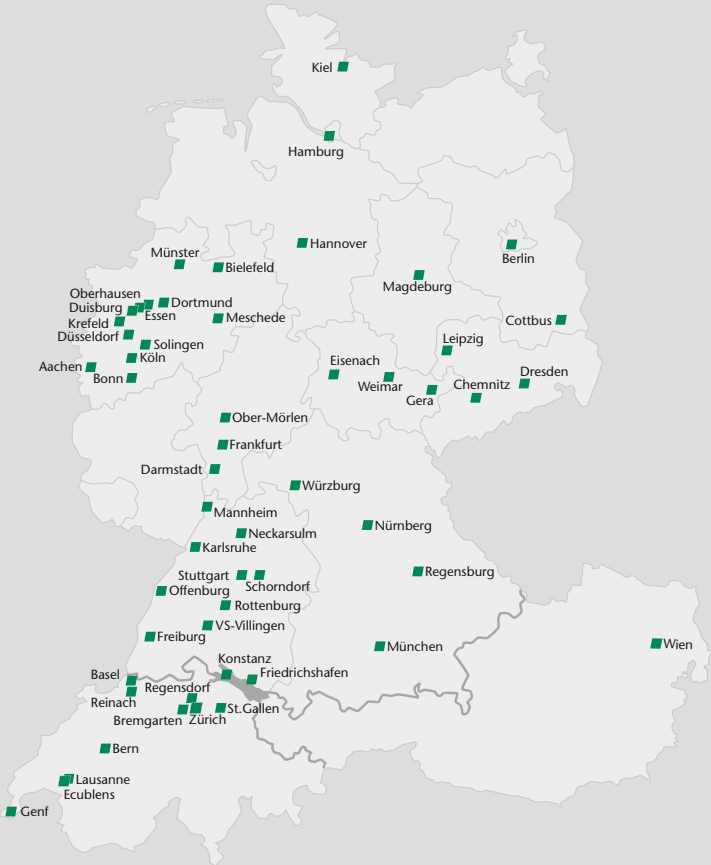 Kiel
Hamburg
Hannover
Berlin
Münster
Bielefeld
Magdeburg
Oberhausen
Duisburg
Dortmund
Essen
Krefeld
Meschede
Cottbus
Düsseldorf
Solingen
Leipzig
Köln
Aachen
Eisenach
Dresden
Bonn
Weimar
Chemnitz
Gera
Ober-Mörlen
Frankfurt
Darmstadt
Würzburg
Mannheim
Nürnberg
Neckarsulm
Karlsruhe
Stuttgart
Regensburg
Schorndorf
Offenburg
Rottenburg
VS-Villingen
Freiburg
München
Wien
Konstanz
Basel
Friedrichshafen
Regensdorf
Reinach
St.Gallen
Bremgarten
Zürich
Bern
Lausanne
Ecublens
Genf